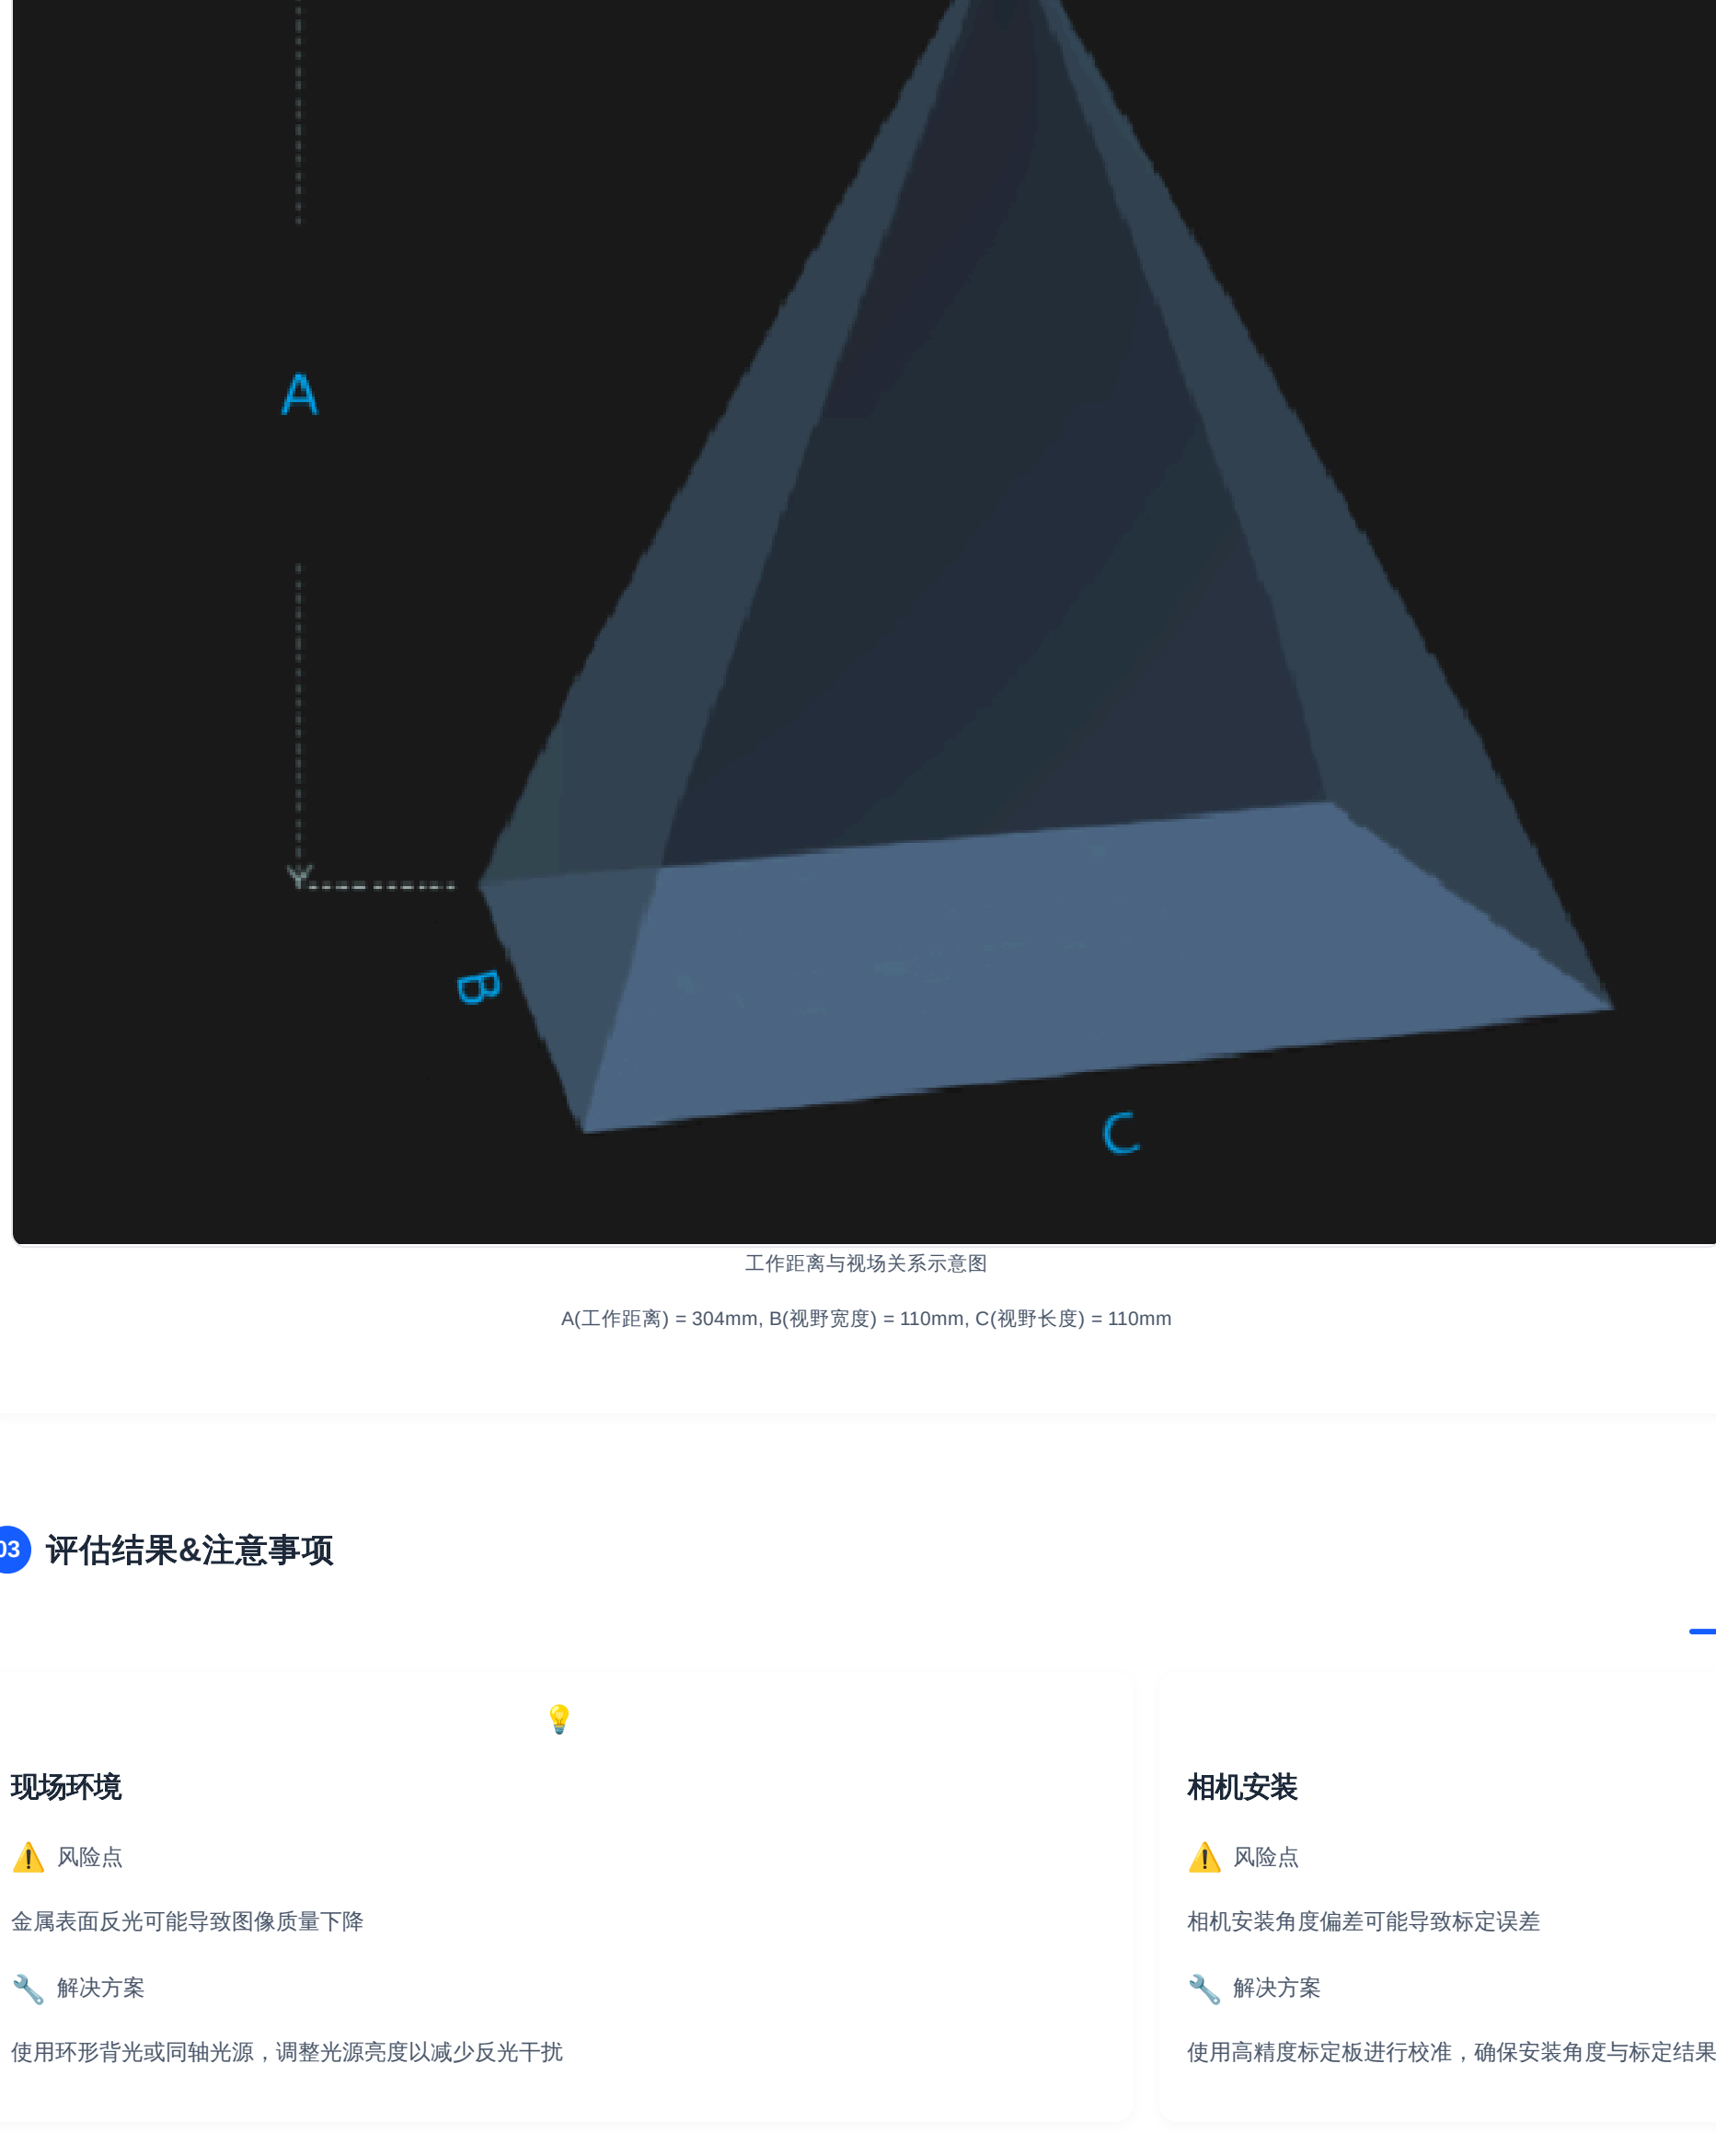 A
B
C
工作距离与视场关系示意图
A(工作距离) = 304mm, B(视野宽度) = 110mm, C(视野长度) = 110mm
03 评估结果&注意事项
现场环境
⚠️ 风险点
金属表面反光可能导致图像质量下降
🔧 解决方案
使用环形背光或同轴光源，调整光源亮度以减少反光干扰
相机安装
⚠️ 风险点
相机安装角度偏差可能导致标定误差
🔧 解决方案
使用高精度标定板进行校准，确保安装角度与标定结果